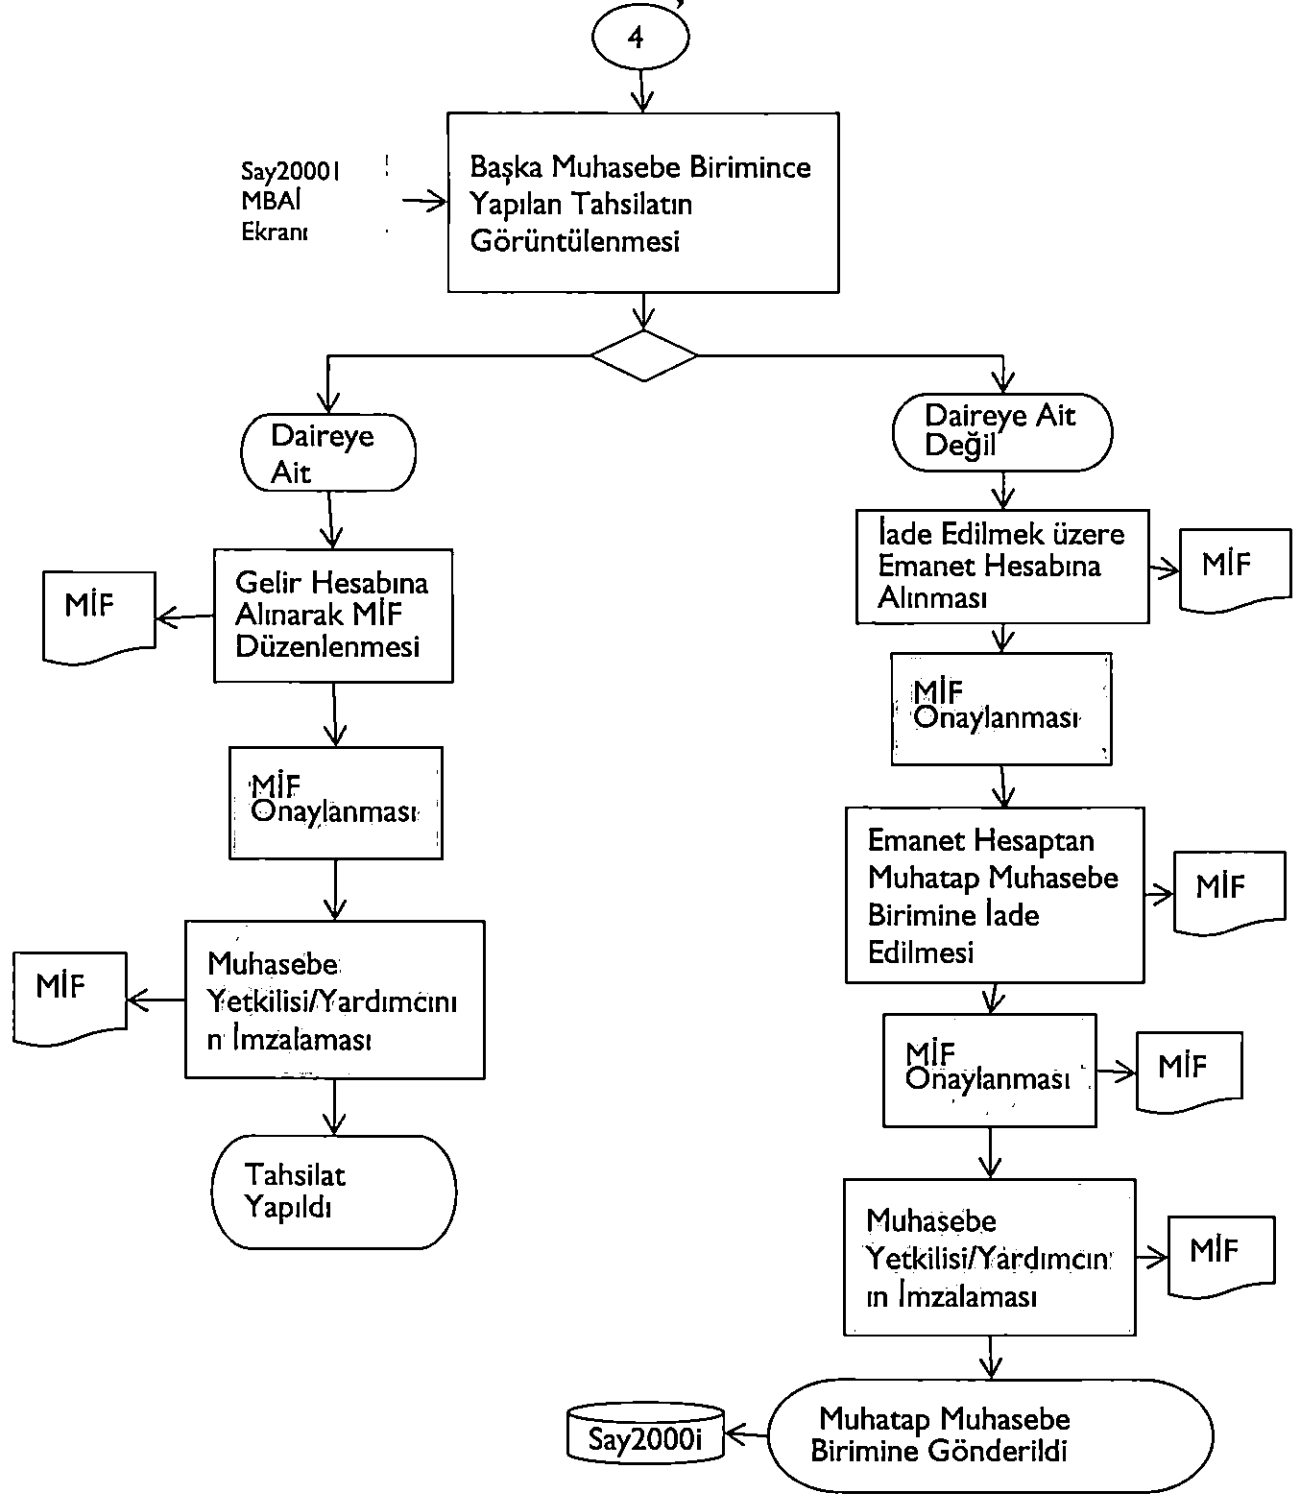 4
Say20001
MBAİ
Ekranı
Başka Muhasebe Birimince
Yapılan Tahsilatın
Görüntülenmesi
Daireye
Ait
Gelir Hesabına
Alınarak MİF
Düzenlenmesi
MİF
MİF
Onaylanması
Muhasebe
Yetkilisi/Yardımcını
n İmzalaması
MİF
Tahsilat
Yapıldı
Daireye Ait
Değil
İade Edilmek üzere
Emanet Hesabına
Alınması
MİF
MİF
Onaylanması
Emanet Hesaptan
Muhatap Muhasebe
Birimine İade
Edilmesi
MİF
MİF
Onaylanması
MİF
Muhasebe
Yetkilisi/Yardımcın
ın İmzalaması
MİF
Muhatap Muhasebe
Birimine Gönderildi
Say2000i